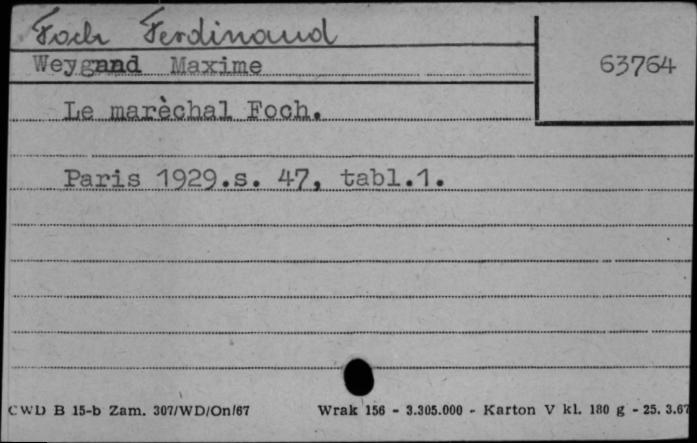 Foch Ferdinand
Weygand Maxime
63764
Le marèchal Foch.
Paris 1929.s. 47, tabl.1.
CWD B 15-b Zam. 307/WD/On/67 Wrak 156 - 3.305.000 - Karton V kl. 180 g - 25. 3.67